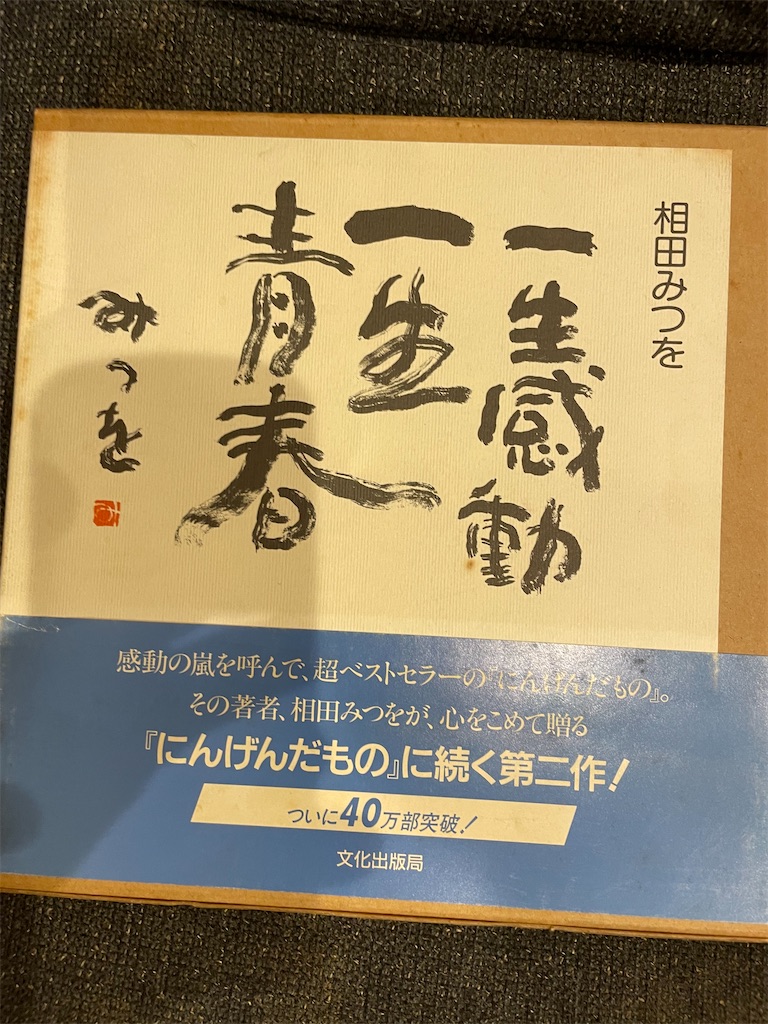 相田みつを
一生感動
一生
青春
みつを
感動の嵐を呼んで、超ベストセラーの『にんげんだもの』。
その著者、相田みつをが、心をこめて贈る
『にんげんだもの』に続く第二作!
ついに40万部突破!
文化出版局